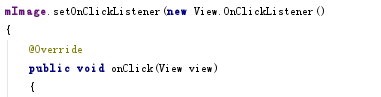 mImage.setOnClickListener(new View.OnClickListener()
{
@Override
public void onClick(View view)
{